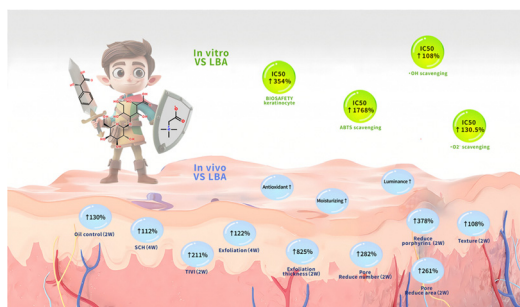 In vitro
VS LBA
IC50
↑354%
BIOSAFETY
keratinocyte
IC50
↑108%
·OH scavenging
IC50
↑1768%
ABTS scavenging
IC50
↑130.5%
·O2⁻ scavenging
In vivo
VS LBA
Antioxidant↑
Moisturizing↑
Luminance↑
↑130%
Oil control(2W)
↑112%
SCH (4W)
↑211%
TiVi(2W)
↑122%
Exfoliation(4W)
↑825%
Exfoliation
thickness(2W)
↑282%
Pore
Reduce number(2W)
↑378%
Reduce
porphyrins(2W)
↑261%
Pore
Reduce area(2W)
↑108%
Texture(2W)